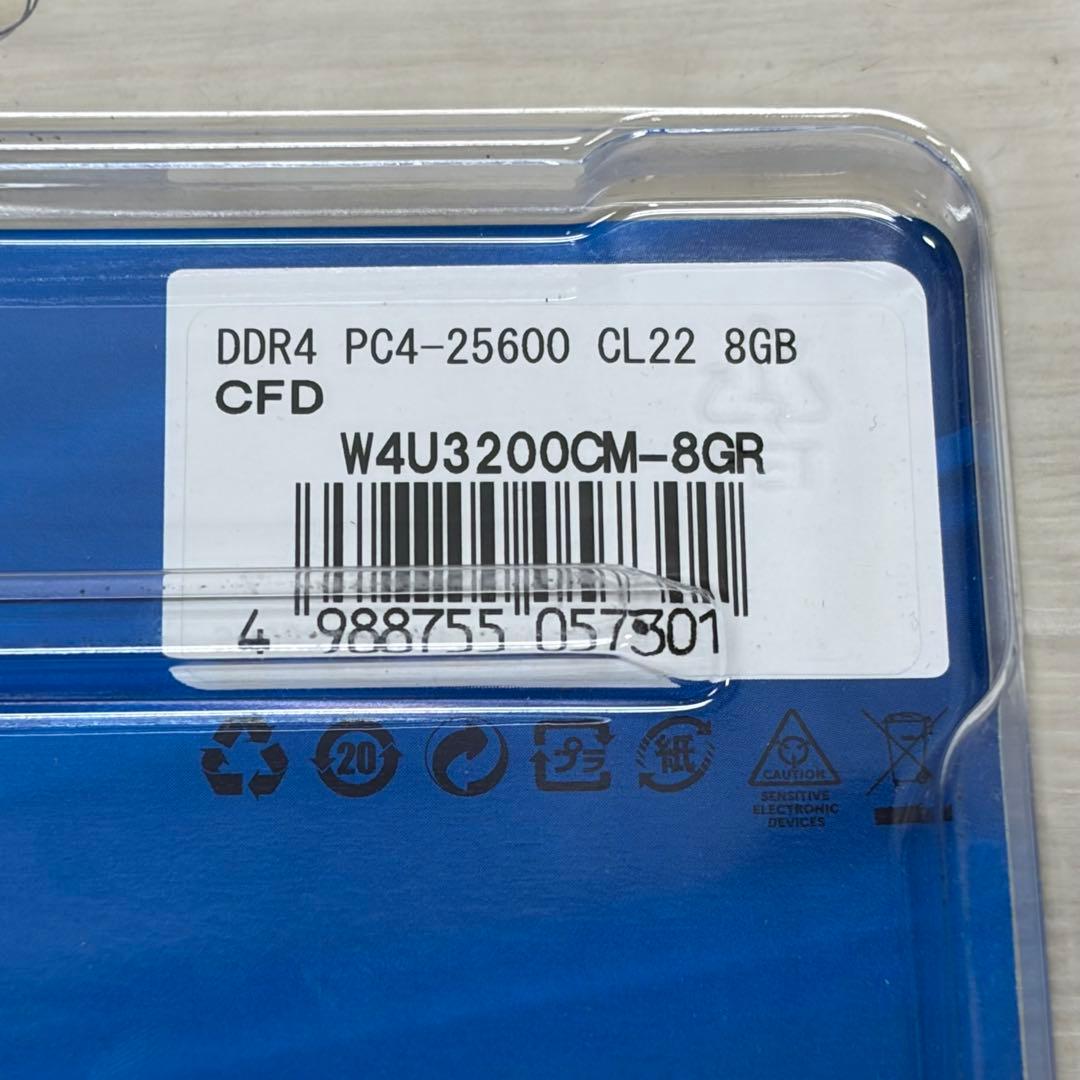 DDR4 PC4-25600 CL22 8GB
CFD
W4U3200CM-8GR
4 988755 057301
20
プラ
紙
CAUTION
SENSITIVE
ELECTRONIC
DEVICES